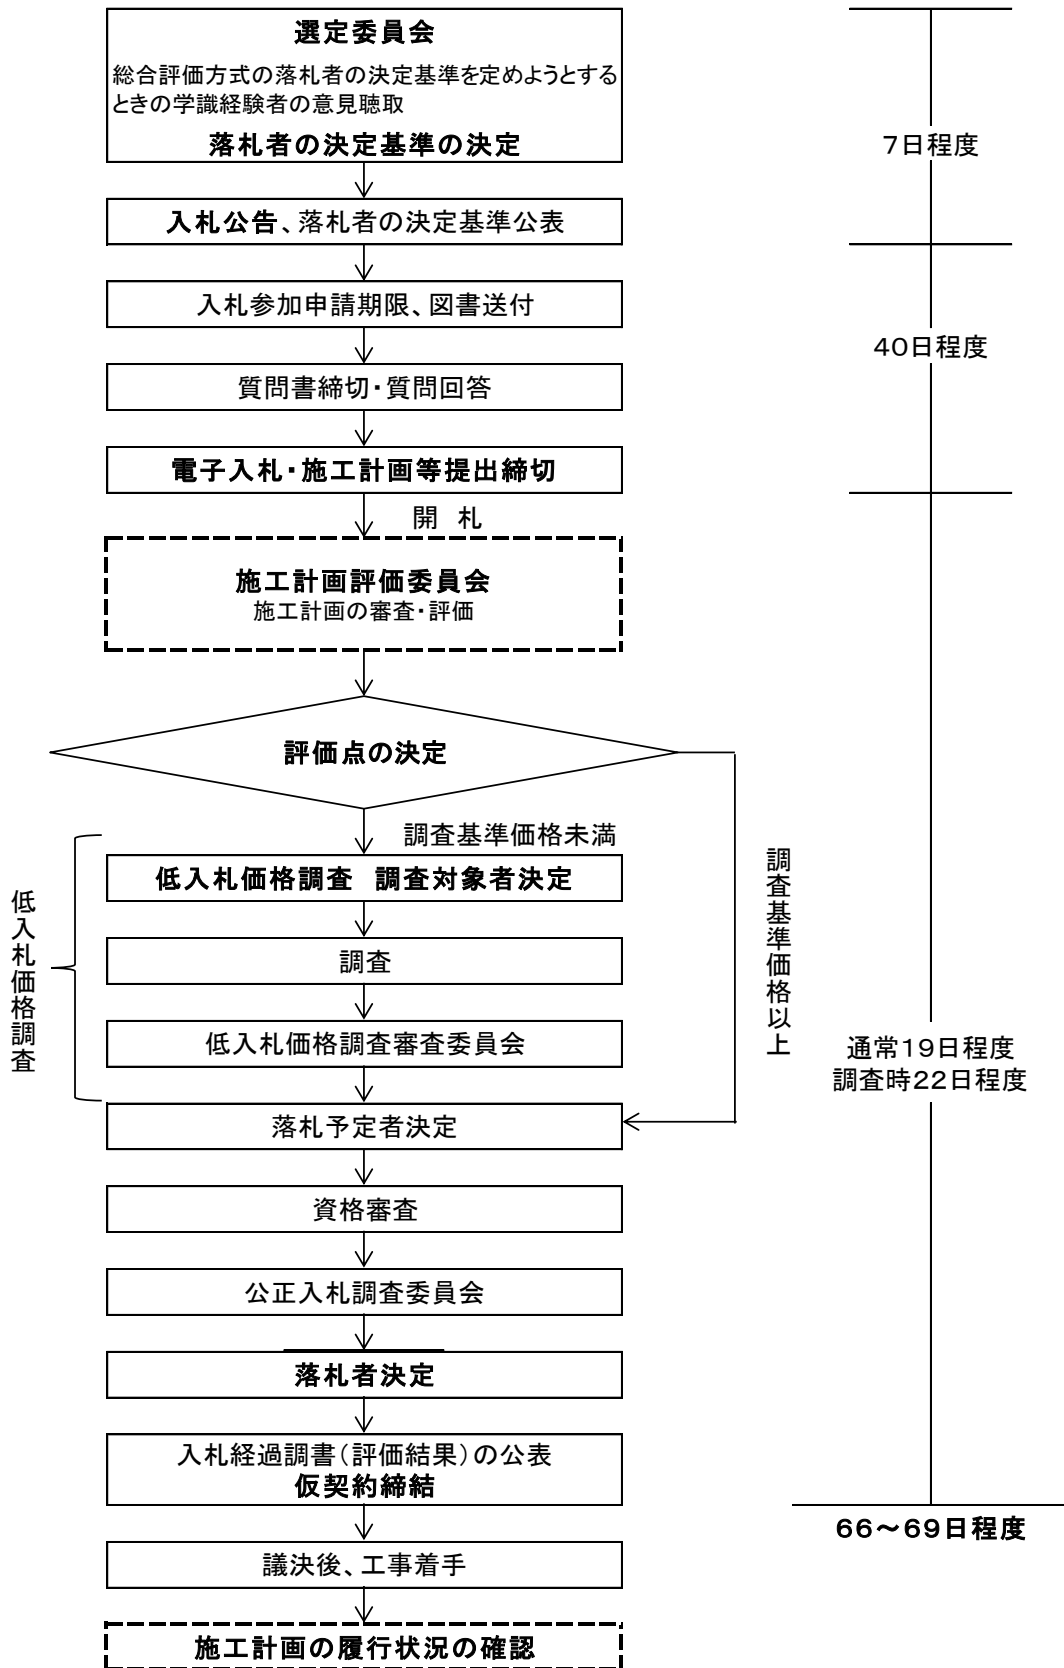 選定委員会
総合評価方式の落札者の決定基準を定めようとする
ときの学識経験者の意見聴取
落札者の決定基準の決定
7日程度
入札公告、落札者の決定基準公表
入札参加申請期限、図書送付
40日程度
質問書締切・質問回答
電子入札・施工計画等提出締切
開 札
施工計画評価委員会
施工計画の審査・評価
評価点の決定
調査基準価格未満
低入札価格調査 調査対象者決定
低入札価格調査
調査
調査基準価格以上
低入札価格調査審査委員会
通常19日程度
調査時22日程度
落札予定者決定
資格審査
公正入札調査委員会
落札者決定
入札経過調書(評価結果)の公表
仮契約締結
66~69日程度
議決後、工事着手
施工計画の履行状況の確認